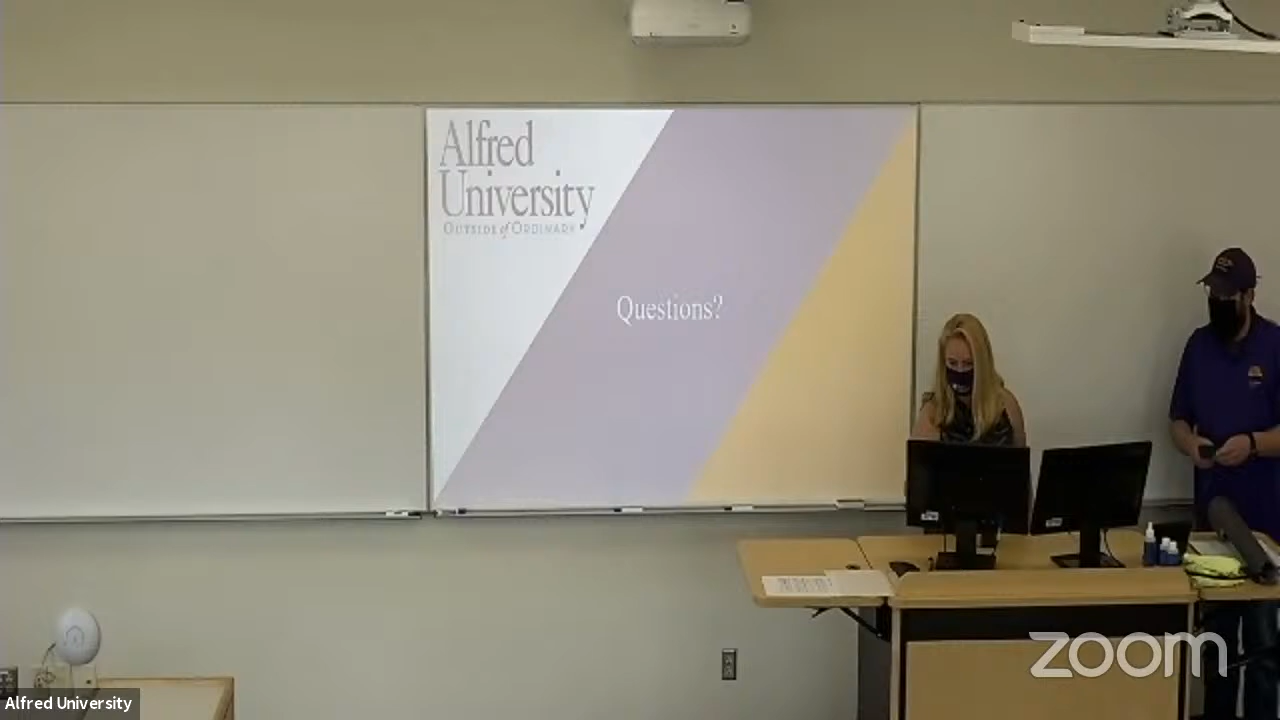 Alfred
University
OUTSIDE of ORDINARY
Questions?
zoom
Alfred University